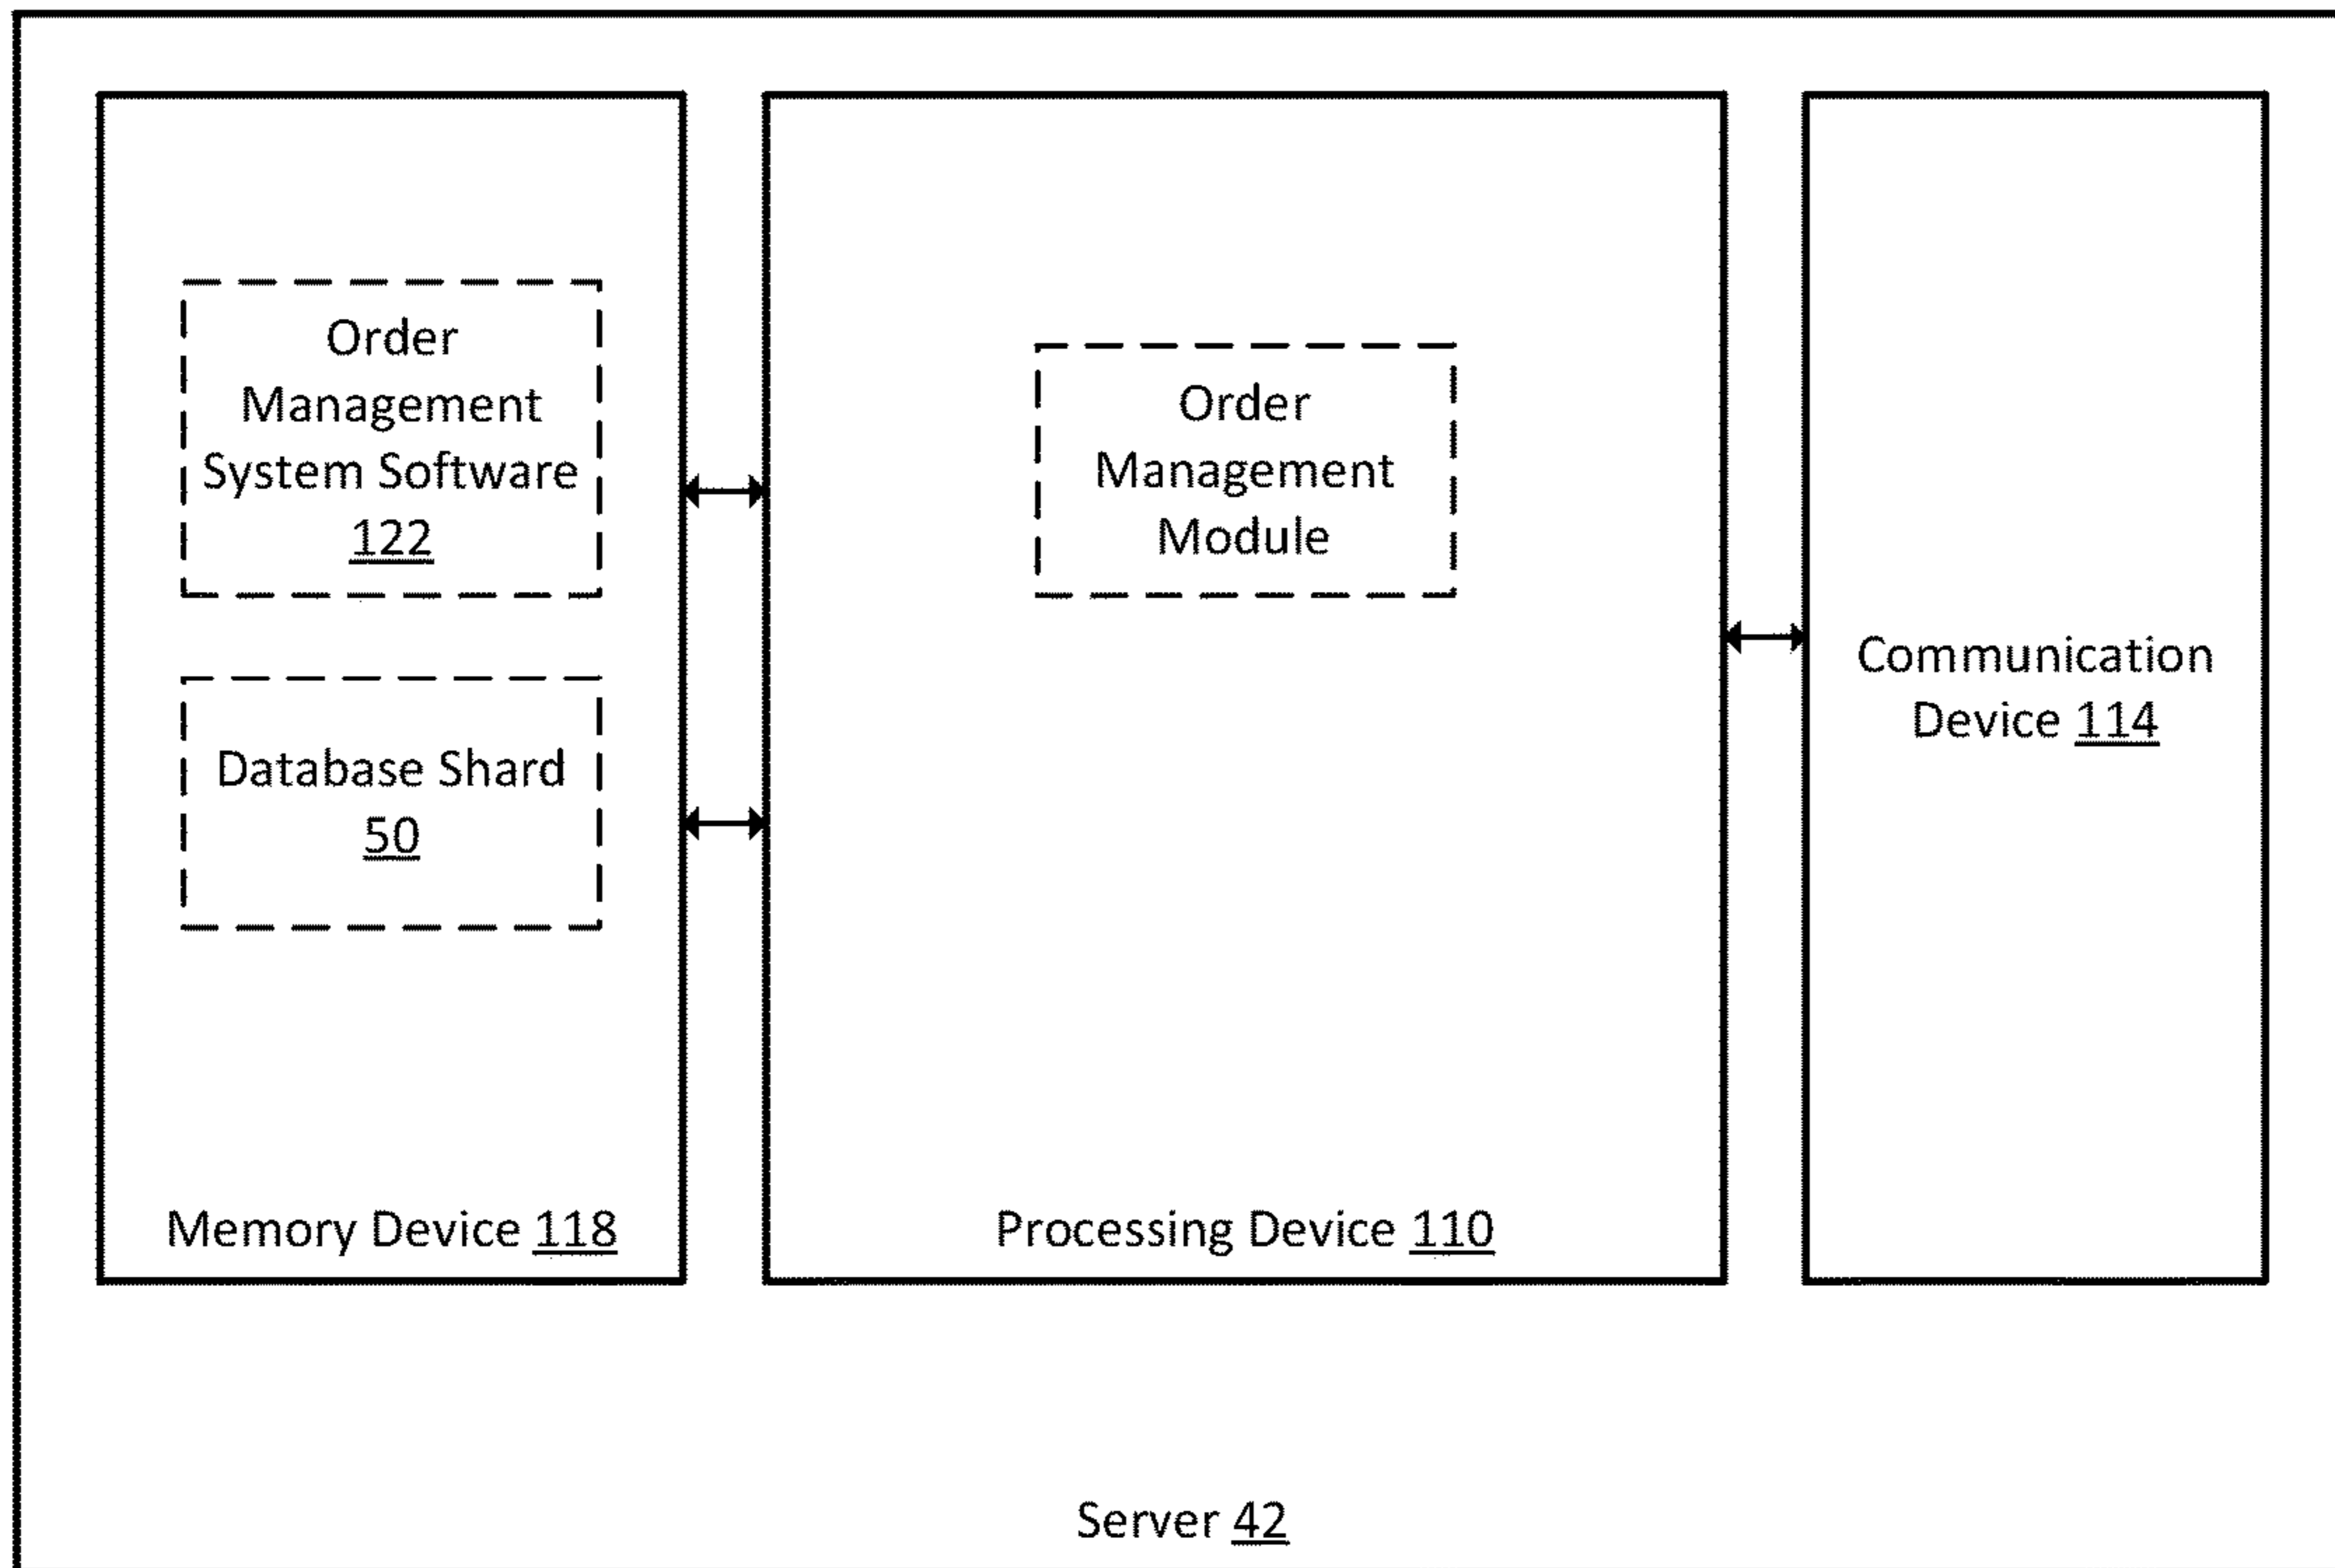 Order
Management
System Software
122
Database Shard
50
Memory Device 118
Order
Management
Module
Processing Device 110
Communication
Device 114
Server 42